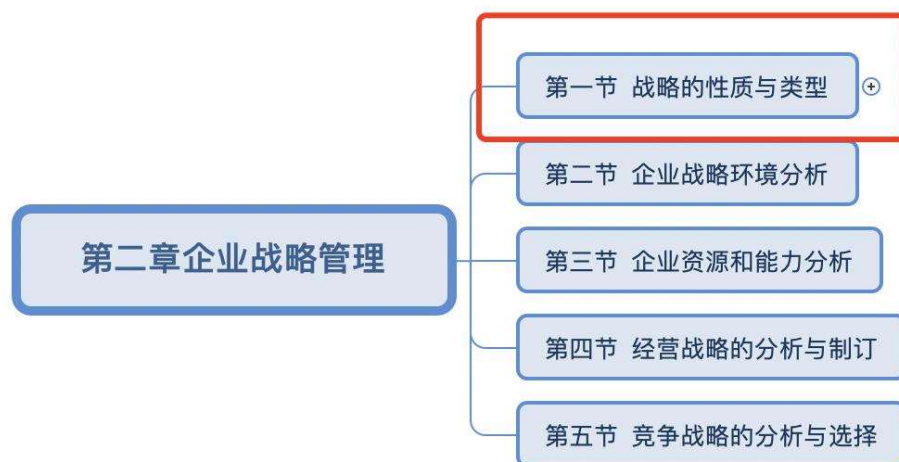 第二章企业战略管理
第一节 战略的性质与类型
第二节 企业战略环境分析
第三节 企业资源和能力分析
第四节 经营战略的分析与制订
第五节 竞争战略的分析与选择